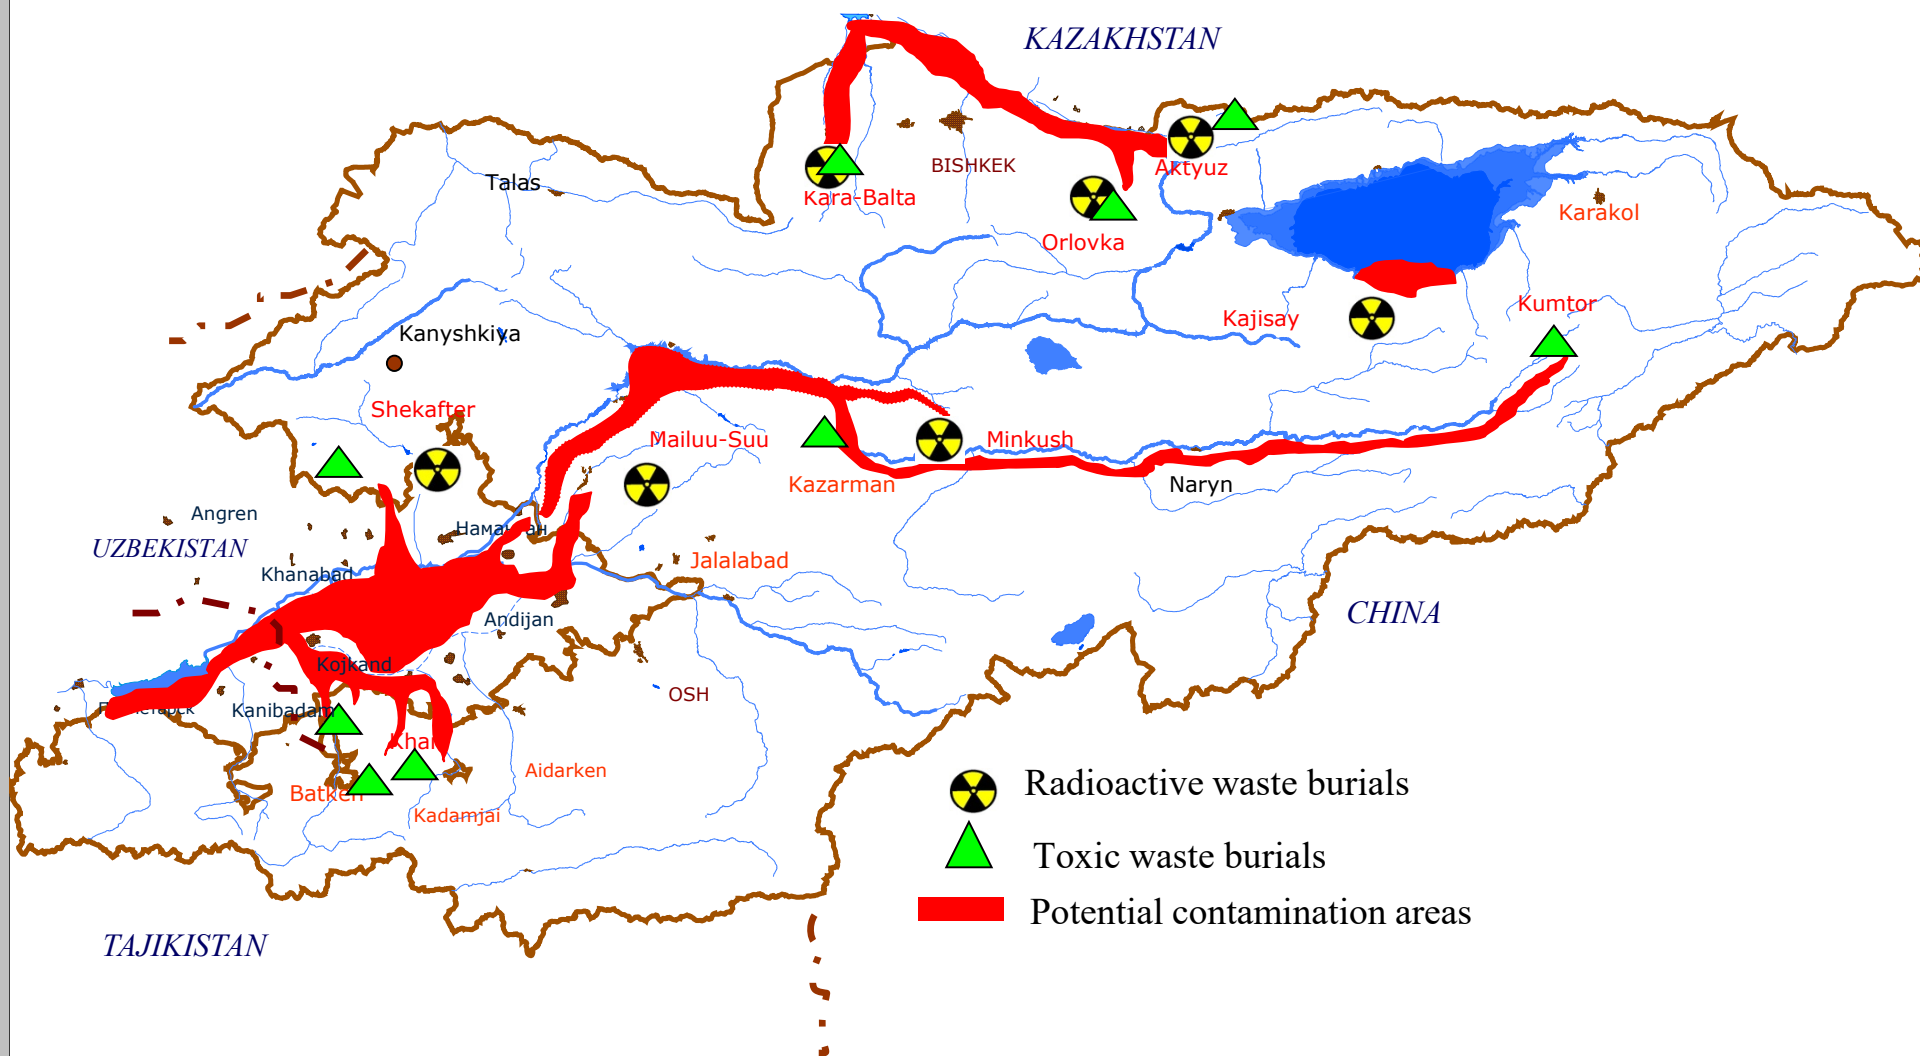 KAZAKHSTAN
BISHKEK
Aktyuz
Talas
Kara-Balta
Karakol
Orlovka
Kumtor
Kajisay
Kanyshkiya
Shekafter
Mailuu-Suu
Minkush
Kazarman
Naryn
Angren
UZBEKISTAN
Jalalabad
Khanabad
CHINA
Andijan
Kojkand
OSH
Kanibadam
Batken
Aidarken
Kadamjai
Radioactive waste burials
Toxic waste burials
Potential contamination areas
TAJIKISTAN